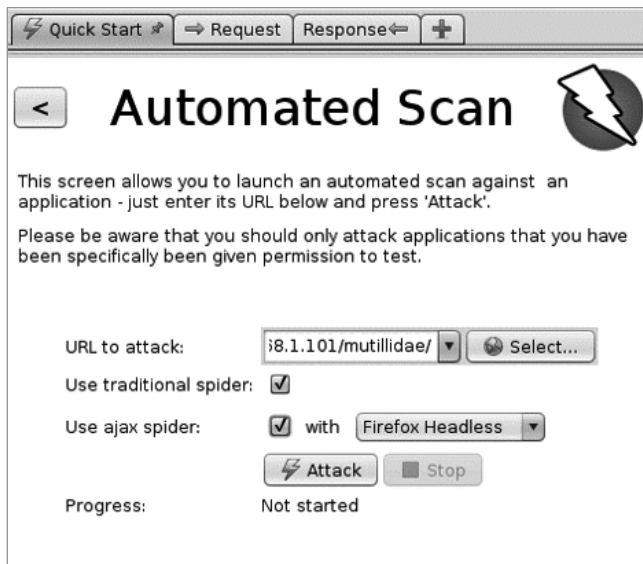 Quick Start
Request
Response
Automated Scan
<
This screen allows you to launch an automated scan against an
application - just enter its URL below and press 'Attack'.
Please be aware that you should only attack applications that you have
been specifically been given permission to test.
URL to attack:
8.1.101/mutillidae/
Select...
Use traditional spider:
Use ajax spider:
with
Firefox Headless
Attack
Stop
Progress:
Not started